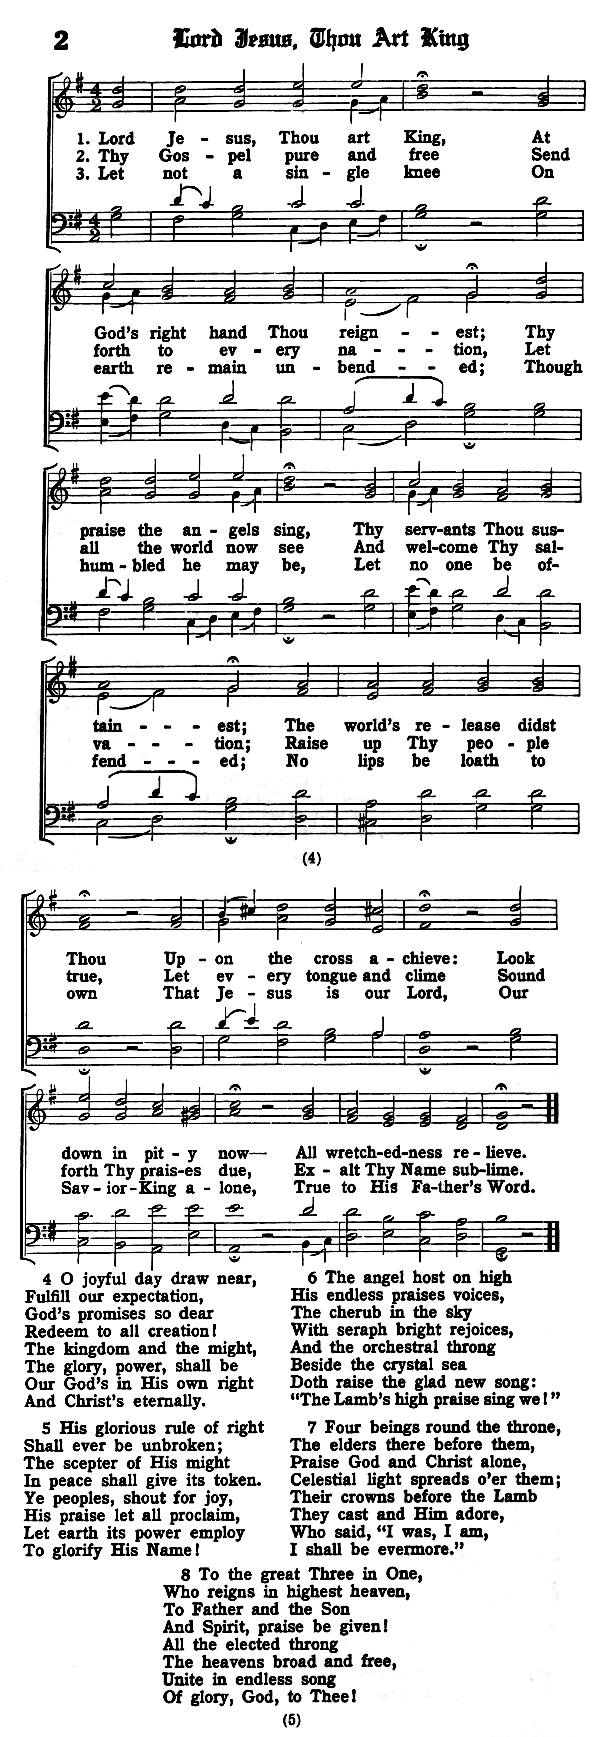 2 Lord Jesus, Thou Art King
1. Lord Je - sus, Thou art King, At
2. Thy Gos - pel pure and free Send
3. Let not a sin - gle knee On
God's right hand Thou reign - - est; Thy
forth to ev - ery na - - - tion, Let
earth re - main un - bend - - ed; Though
praise the an - gels sing, Thy serv-ants Thou sus-
all the world now see And wel-come Thy sal-
hum - bled he may be, Let no one be of-
tain - - - est; The world's re - lease didst
va - - - tion; Raise up Thy peo - ple
fend - - - ed; No lips be loath to
(4)
Thou Up - on the cross a - chieve: Look
true, Let ev - ery tongue and clime Sound
own That Je - sus is our Lord, Our
down in pit - y now— All wretch-ed-ness re - lieve.
forth Thy prais-es due, Ex - alt Thy Name sub-lime.
Sav - ior-King a - lone, True to His Fa-ther's Word.
4 O joyful day draw near,
Fulfill our expectation,
God's promises so dear
Redeem to all creation!
The kingdom and the might,
The glory, power, shall be
Our God's in His own right
And Christ's eternally.
5 His glorious rule of right
Shall ever be unbroken;
The scepter of His might
In peace shall give its token.
Ye peoples, shout for joy,
His praise let all proclaim,
Let earth its power employ
To glorify His Name!
6 The angel host on high
His endless praises voices,
The cherub in the sky
With seraph bright rejoices,
And the orchestral throng
Beside the crystal sea
Doth raise the glad new song:
"The Lamb's high praise sing we!"
7 Four beings round the throne,
The elders there before them,
Praise God and Christ alone,
Celestial light spreads o'er them;
Their crowns before the Lamb
They cast and Him adore,
Who said, "I was, I am,
I shall be evermore."
8 To the great Three in One,
Who reigns in highest heaven,
To Father and the Son
And Spirit, praise be given!
All the elected throng
The heavens broad and free,
Unite in endless song
Of glory, God, to Thee!
(5)